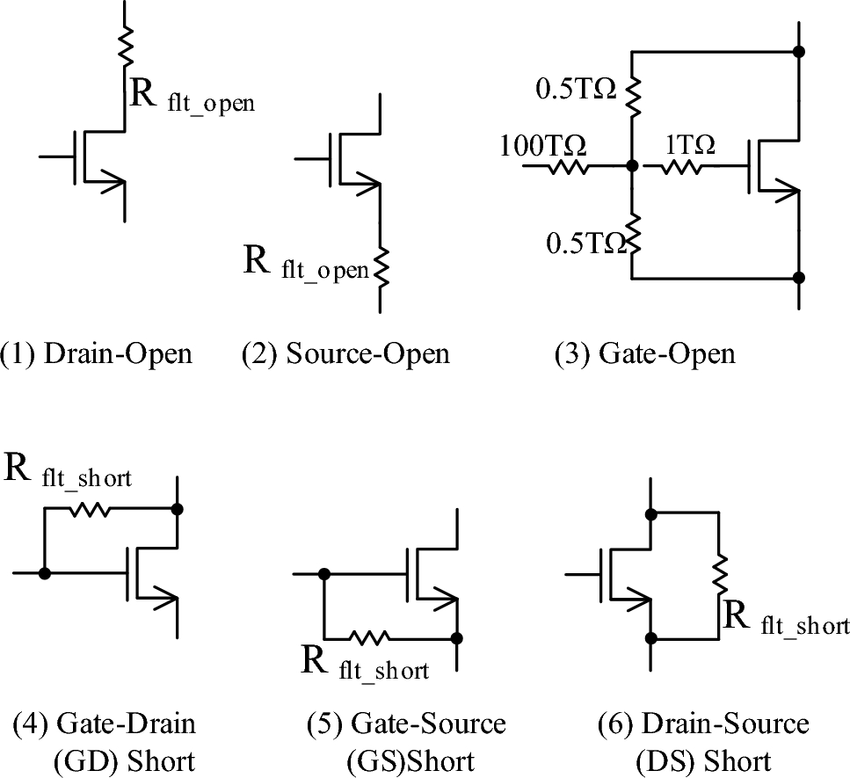 R flt_open
0.5TΩ
100TΩ
1TΩ
R flt_open
0.5TΩ
(1) Drain-Open
(2) Source-Open
(3) Gate-Open
R flt_short
R flt_short
R flt_short
(4) Gate-Drain
(GD) Short
(5) Gate-Source
(GS)Short
(6) Drain-Source
(DS) Short